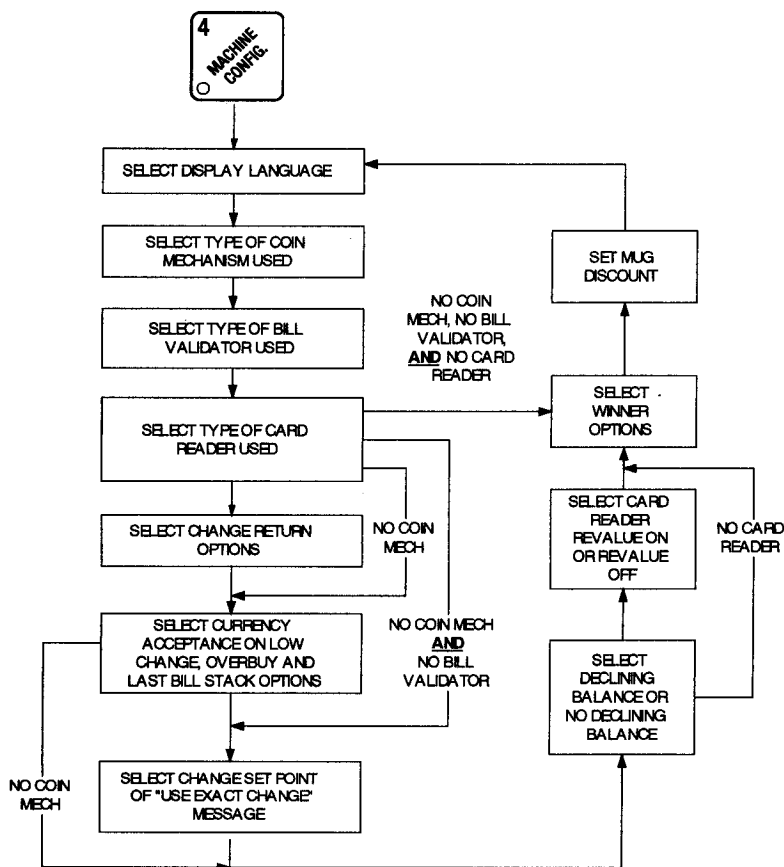 4
MACHINE
CONFIG.
SELECT DISPLAY LANGUAGE
SELECT TYPE OF COIN
MECHANISM USED
SELECT TYPE OF BILL
VALIDATOR USED
SELECT TYPE OF CARD
READER USED
SELECT CHANGE RETURN
OPTIONS
NO COIN
MECH
SELECT CURRENCY
ACCEPTANCE ON LOW
CHANGE, OVERBUY AND
LAST BILL STACK OPTIONS
NO COIN MECH
AND
NO BILL
VALIDATOR
NO COIN
MECH
SELECT CHANGE SET POINT
OF "USE EXACT CHANGE"
MESSAGE
NO COIN
MECH, NO BILL
VALIDATOR,
AND NO CARD
READER
SET MUG
DISCOUNT
SELECT
WINNER
OPTIONS
SELECT CARD
READER
REVALUE ON
OR REVALUE
OFF
NO CARD
READER
SELECT
DECLINING
BALANCE OR
NO DECLINING
BALANCE